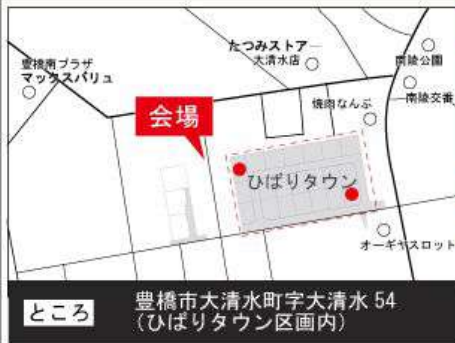 たつみストア
大清水店
南陵公園
豊橋南プラザ
マックスバリュ
南陵交番
焼肉なんぶ
会場
ひばりタウン
オーギヤスロット
ところ
豊橋市大清水町字大清水 54
（ひばりタウン区画内）